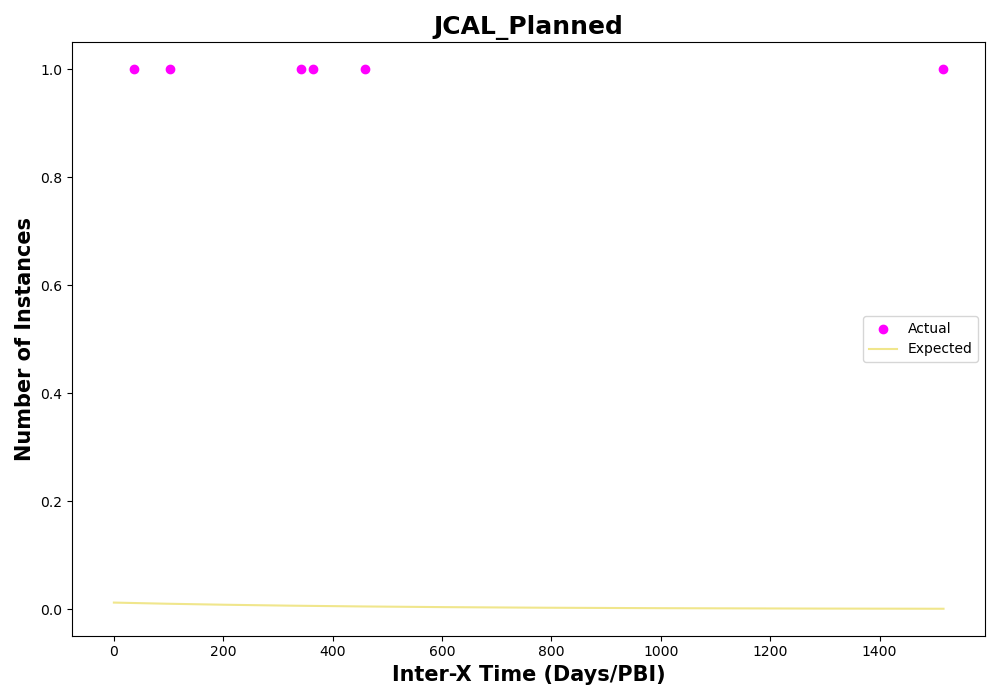 JCAL_Planned
Number of Instances
1.0
0.8
0.6
0.4
0.2
0.0
Actual
Expected
0 200 400 600 800 1000 1200 1400
Inter-X Time (Days/PBI)